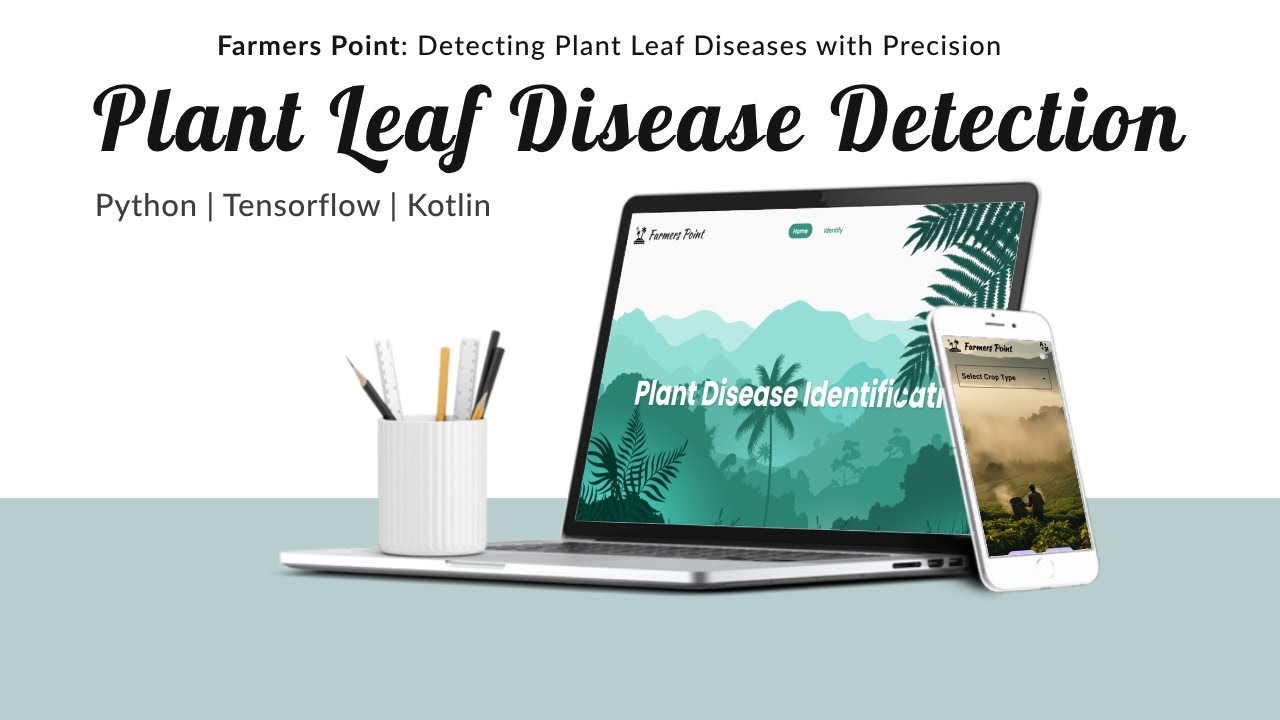 Farmers Point: Detecting Plant Leaf Diseases with Precision
Plant Leaf Disease Detection
Python | Tensorflow | Kotlin
Farmers Point
Home
Identify
Plant Disease Identificati
Farmers Point
Select Crop Type